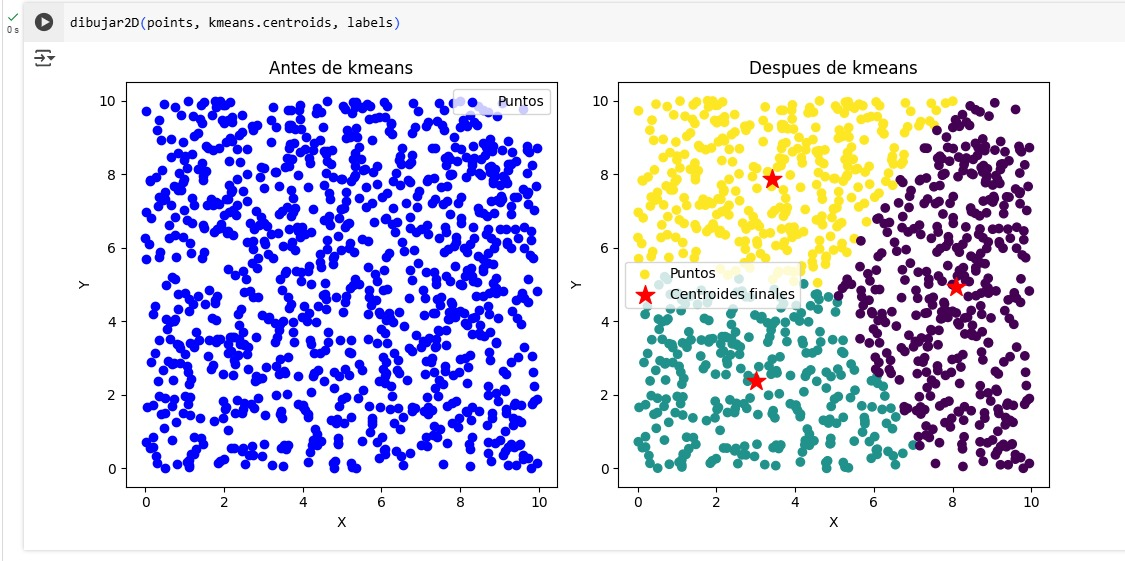 0 s
dibujar2D(points, kmeans.centroids, labels)
Antes de kmeans
Puntos
10
8
6
4
2
0
Y
0 2 4 6 8 10
X
Despues de kmeans
10
8
6
4
2
0
Y
Puntos
Centroides finales
0 2 4 6 8 10
X